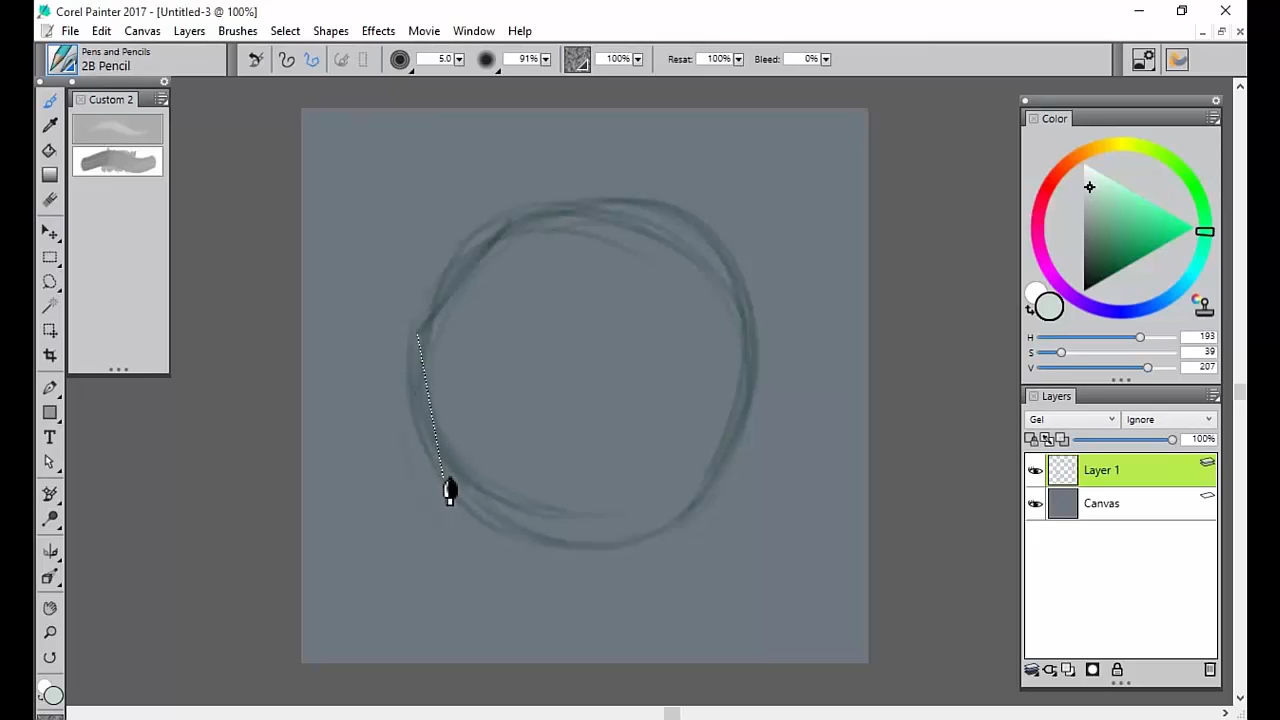 Corel Painter 2017 - [Untitled-3 @ 100%]
File Edit Canvas Layers Brushes Select Shapes Effects Movie Window Help
Pens and Pencils
2B Pencil
5.0 91% 100% Resat: 100% Bleed: 0%
Custom 2
Color
H 193
S 39
V 207
Layers
Gel Ignore
100%
Layer 1
Canvas
T